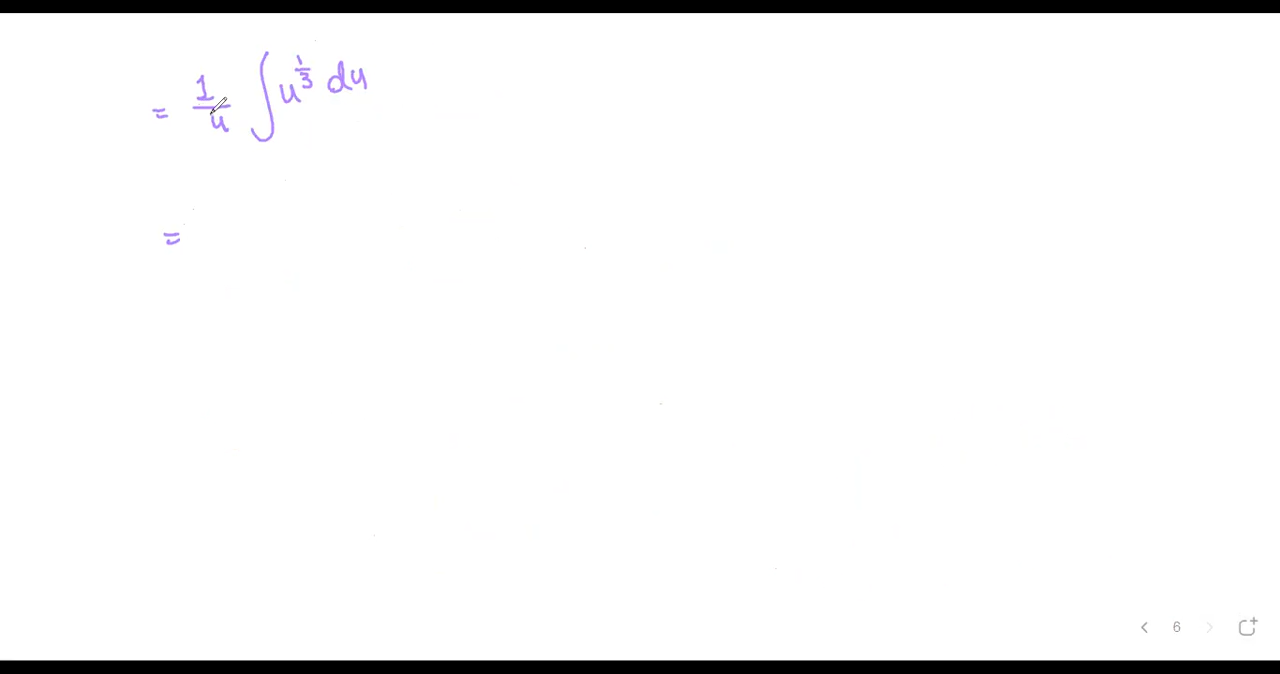 = 1/4 ∫ u^{1/3} du
=
6